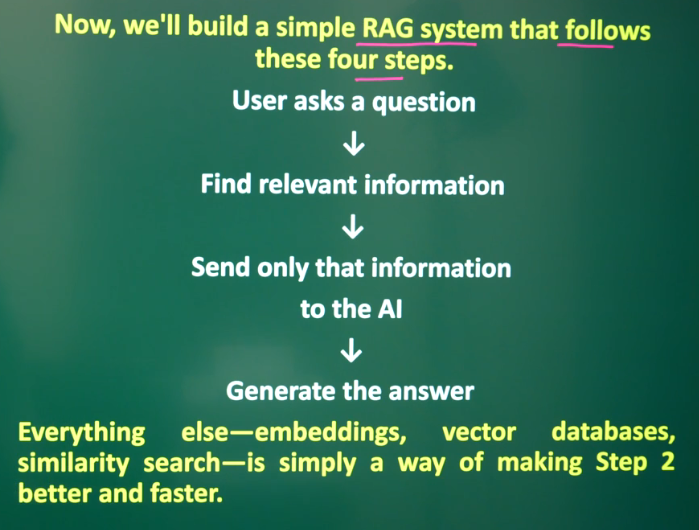 Now, we'll build a simple RAG system that follows
these four steps.
User asks a question
↓
Find relevant information
↓
Send only that information
to the AI
↓
Generate the answer
Everything else—embeddings, vector databases,
similarity search—is simply a way of making Step 2
better and faster.